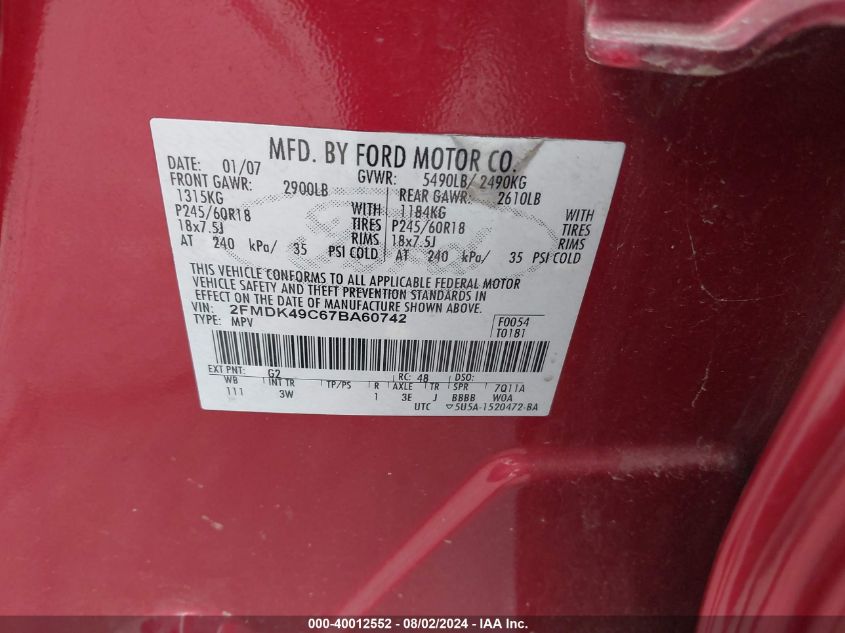 MFD. BY FORD MOTOR CO.
DATE: 01/07 GVWR: 5490LB/ 2490KG
FRONT GAWR: 2900LB REAR GAWR: 2610LB
1315KG WITH 1184KG WITH
P245/60R18 TIRES P245/60R18 TIRES
18x7.5J RIMS 18x7.5J RIMS
AT 240 kPa/ 35 PSI COLD AT 240 kPa/ 35 PSI COLD
THIS VEHICLE CONFORMS TO ALL APPLICABLE FEDERAL MOTOR
VEHICLE SAFETY AND THEFT PREVENTION STANDARDS IN
EFFECT ON THE DATE OF MANUFACTURE SHOWN ABOVE.
VIN: 2FMDK49C67BA60742 F0054
TYPE: MPV T0181
EXT PNT: G2 RC: 48 DSO:
WB INT TR TP/PS R AXLE TR SPR 7Q11A
111 3W 1 3E J BBBB WOA
UTC ▽5U5A-1520472-BA
000-40012552 - 08/02/2024 - IAA Inc.